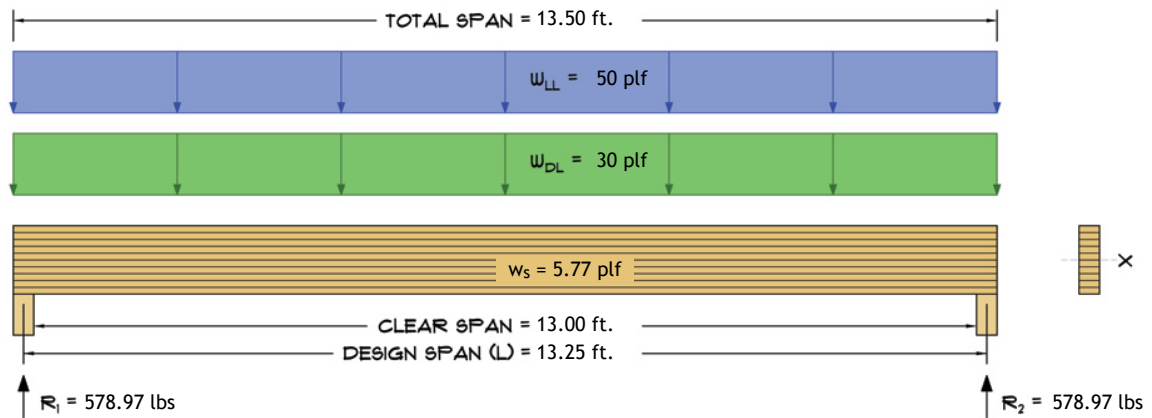 TOTAL SPAN = 13.50 ft.
WLL = 50 plf
WDL = 30 plf
ws = 5.77 plf
X
CLEAR SPAN = 13.00 ft.
DESIGN SPAN (L) = 13.25 ft.
R1 = 578.97 lbs
R2 = 578.97 lbs